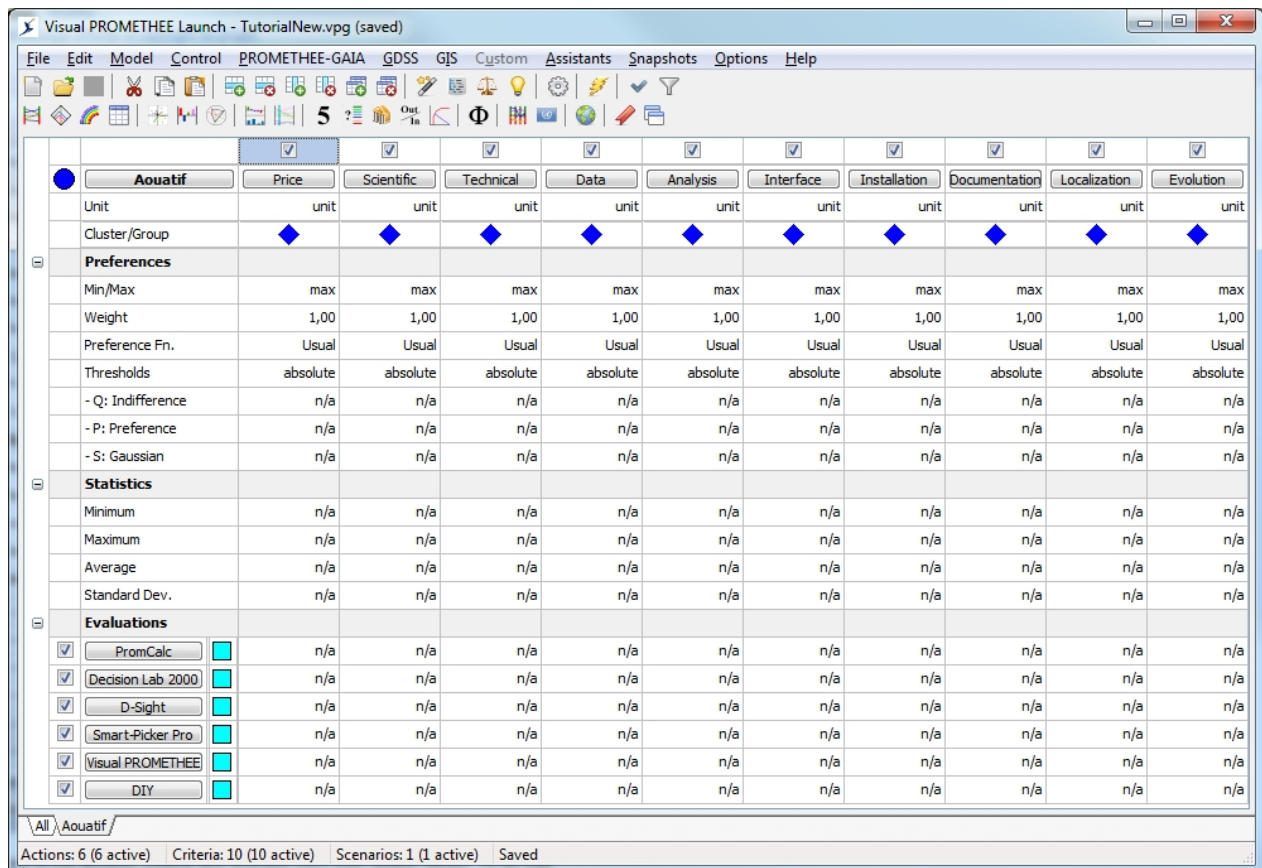 Visual PROMETHEE Launch - TutorialNew.vpg (saved)
File Edit Model Control PROMETHEE-GAIA GDSS GIS Custom Assistants Snapshots Options Help
5 ?  Out In Φ
Aouatif Price Scientific Technical Data Analysis Interface Installation Documentation Localization Evolution
Unit unit unit unit unit unit unit unit unit unit unit
Cluster/Group
Preferences
Min/Max max max max max max max max max max max
Weight 1,00 1,00 1,00 1,00 1,00 1,00 1,00 1,00 1,00 1,00
Preference Fn. Usual Usual Usual Usual Usual Usual Usual Usual Usual Usual
Thresholds absolute absolute absolute absolute absolute absolute absolute absolute absolute absolute
- Q: Indifference n/a n/a n/a n/a n/a n/a n/a n/a n/a n/a
- P: Preference n/a n/a n/a n/a n/a n/a n/a n/a n/a n/a
- S: Gaussian n/a n/a n/a n/a n/a n/a n/a n/a n/a n/a
Statistics
Minimum n/a n/a n/a n/a n/a n/a n/a n/a n/a n/a
Maximum n/a n/a n/a n/a n/a n/a n/a n/a n/a n/a
Average n/a n/a n/a n/a n/a n/a n/a n/a n/a n/a
Standard Dev. n/a n/a n/a n/a n/a n/a n/a n/a n/a n/a
Evaluations
PromCalc n/a n/a n/a n/a n/a n/a n/a n/a n/a n/a
Decision Lab 2000 n/a n/a n/a n/a n/a n/a n/a n/a n/a n/a
D-Sight n/a n/a n/a n/a n/a n/a n/a n/a n/a n/a
Smart-Picker Pro n/a n/a n/a n/a n/a n/a n/a n/a n/a n/a
Visual PROMETHEE n/a n/a n/a n/a n/a n/a n/a n/a n/a n/a
DIY n/a n/a n/a n/a n/a n/a n/a n/a n/a n/a
All Aouatif
Actions: 6 (6 active) Criteria: 10 (10 active) Scenarios: 1 (1 active) Saved